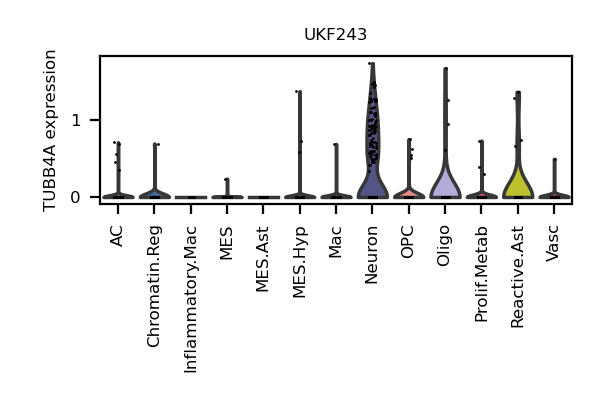 UKF243
TUBB4A expression
1
0
AC
Chromatin.Reg
Inflammatory.Mac
MES
MES.Ast
MES.Hyp
Mac
Neuron
OPC
Oligo
Prolif.Metab
Reactive.Ast
Vasc